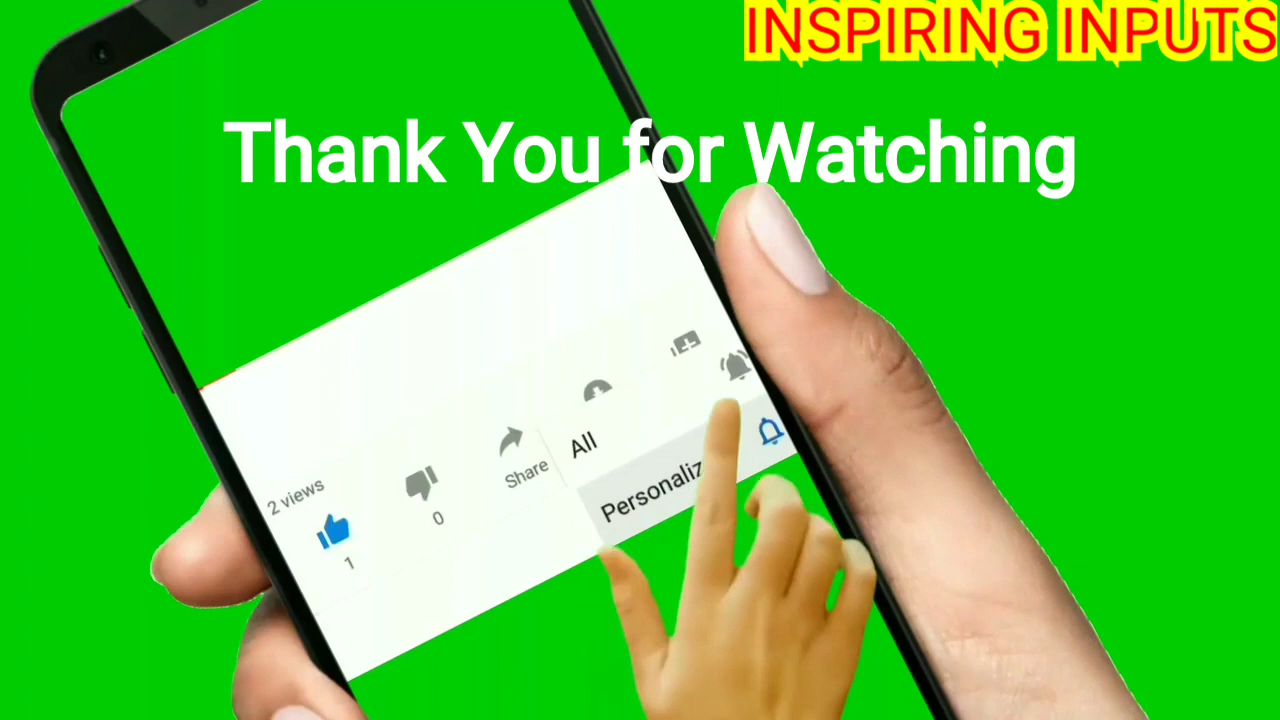 INSPIRING INPUTS
Thank You for Watching
2 views
1
0
Share
All
Personaliz